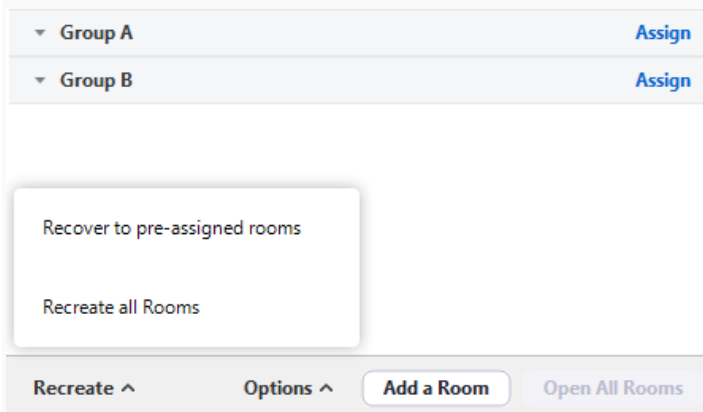 Group A Assign
Group B Assign
Recover to pre-assigned rooms
Recreate all Rooms
Recreate Options Add a Room Open All Rooms